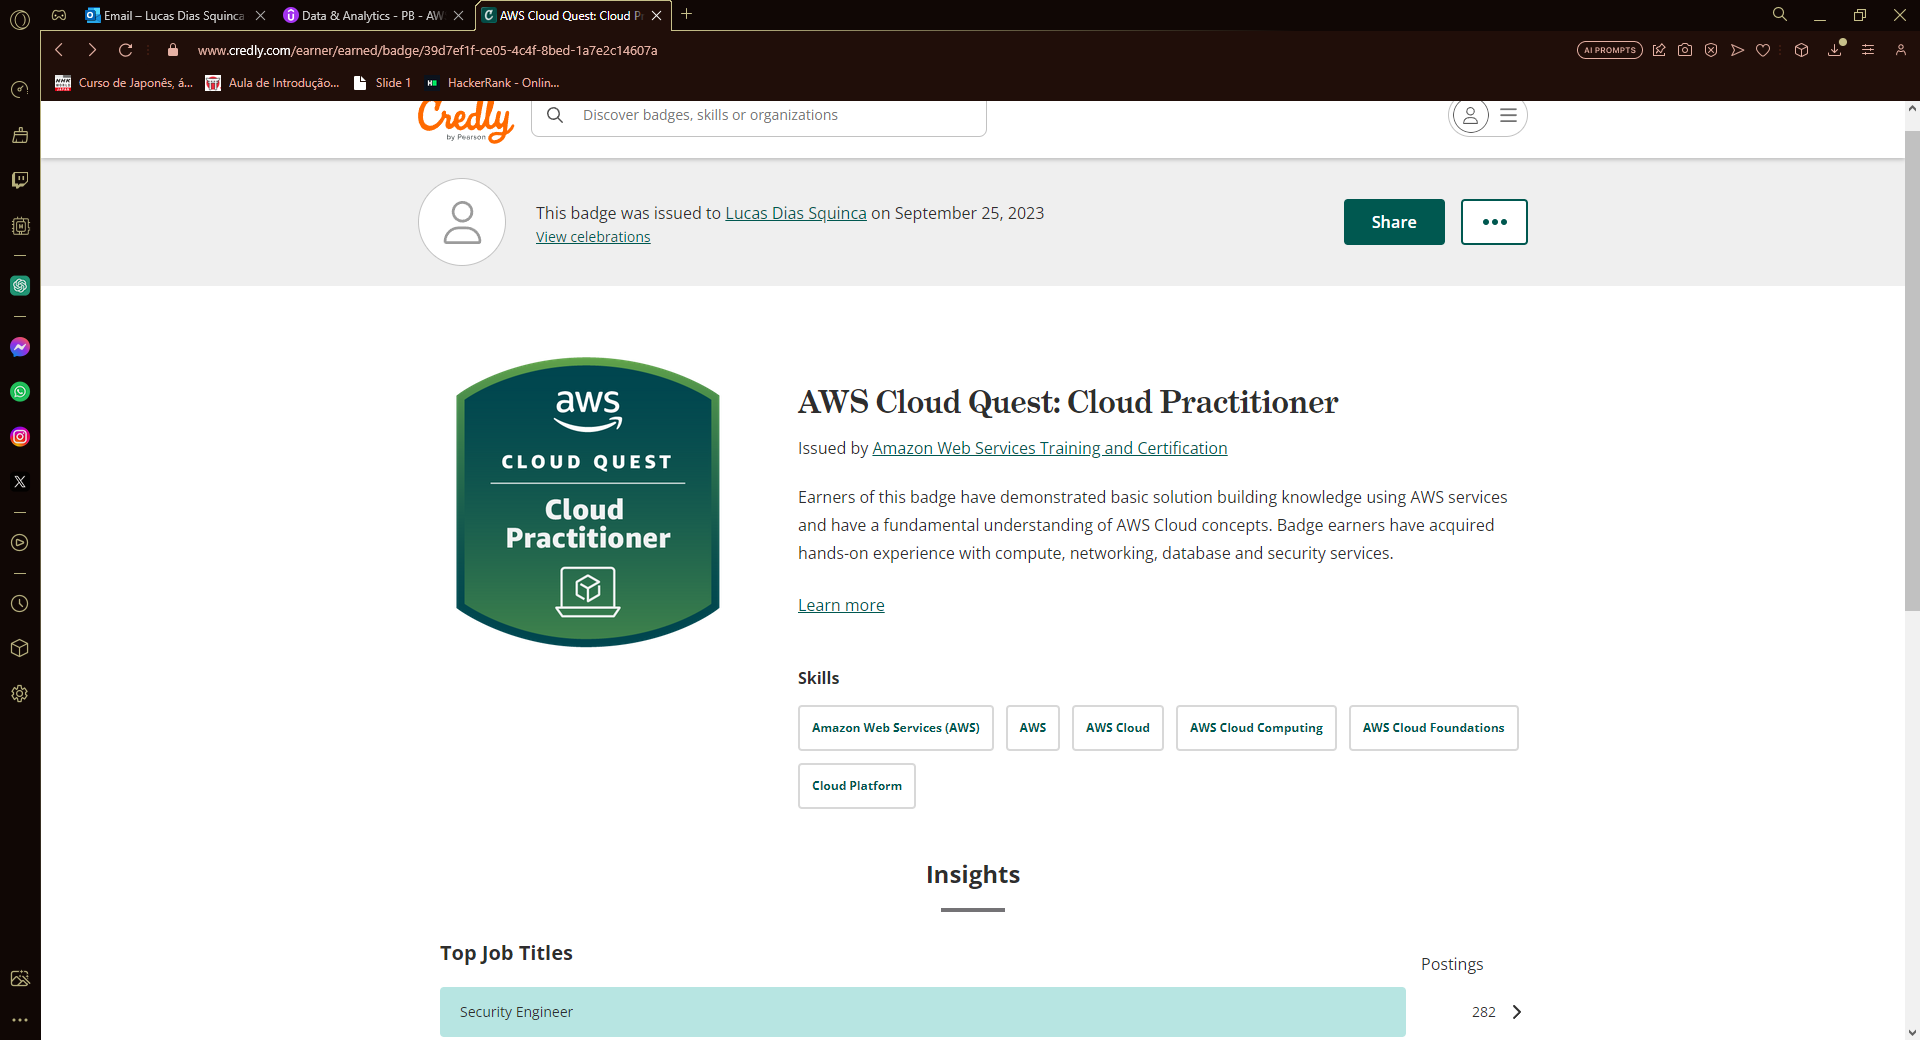 Email – Lucas Dias Squinca
Data & Analytics - PB - AW
AWS Cloud Quest: Cloud P
www.credly.com/earner/earned/badge/39d7ef1f-ce05-4c4f-8bed-1a7e2c14607a
AI PROMPTS
Curso de Japonês, á...
Aula de Introdução...
Slide 1
HackerRank - Onlin...
Credly
by Pearson
Discover badges, skills or organizations
This badge was issued to Lucas Dias Squinca on September 25, 2023
View celebrations
Share
aws
CLOUD QUEST
Cloud
Practitioner
AWS Cloud Quest: Cloud Practitioner
Issued by Amazon Web Services Training and Certification
Earners of this badge have demonstrated basic solution building knowledge using AWS services
and have a fundamental understanding of AWS Cloud concepts. Badge earners have acquired
hands-on experience with compute, networking, database and security services.
Learn more
Skills
Amazon Web Services (AWS)
AWS
AWS Cloud
AWS Cloud Computing
AWS Cloud Foundations
Cloud Platform
Insights
Top Job Titles
Postings
Security Engineer
282